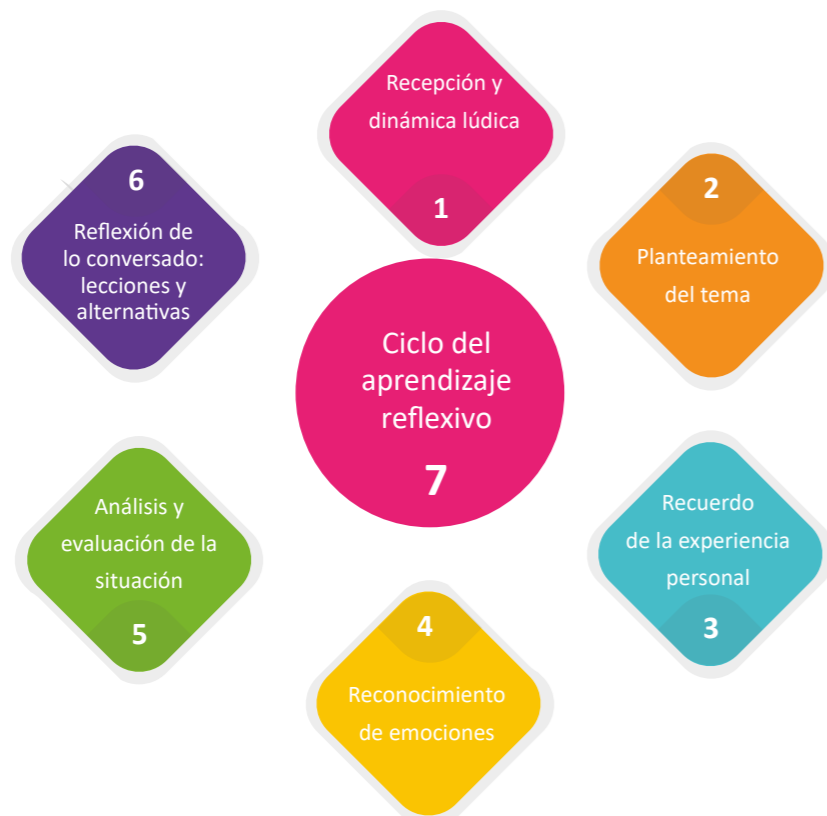 Recepción y
dinámica lúdica
1
2
Planteamiento
del tema
Recuerdo
de la experiencia
personal
3
4
Reconocimiento
de emociones
Análisis y
evaluación de la
situación
5
6
Reflexión de
lo conversado:
lecciones y
alternativas
Ciclo del
aprendizaje
reflexivo
7